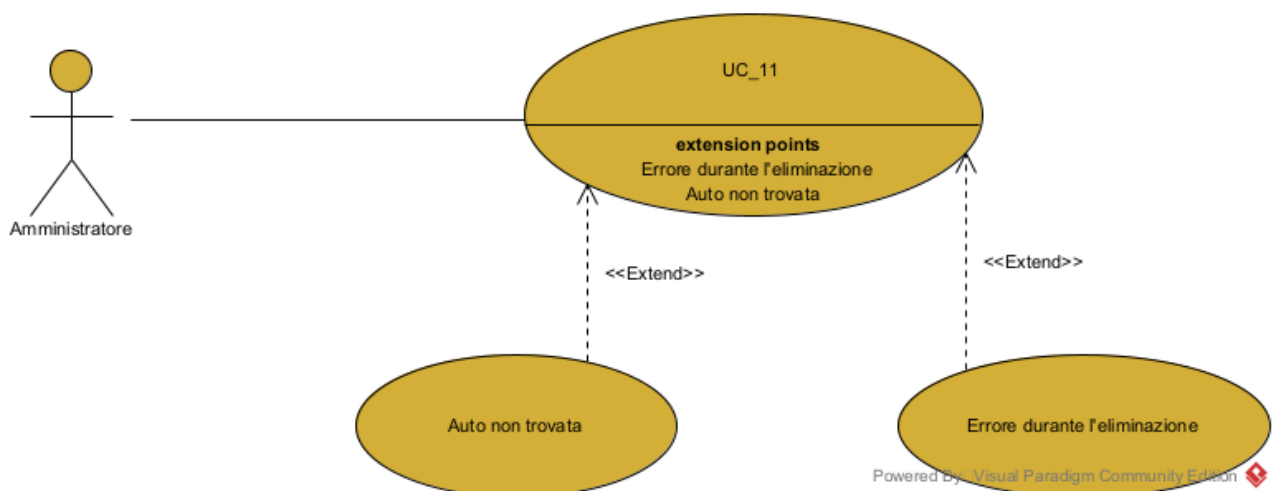 UC_11
extension points
Errore durante l'eliminazione
Auto non trovata
Amministratore
<<Extend>>
<<Extend>>
Auto non trovata
Errore durante l'eliminazione
Powered By: Visual Paradigm Community Edition